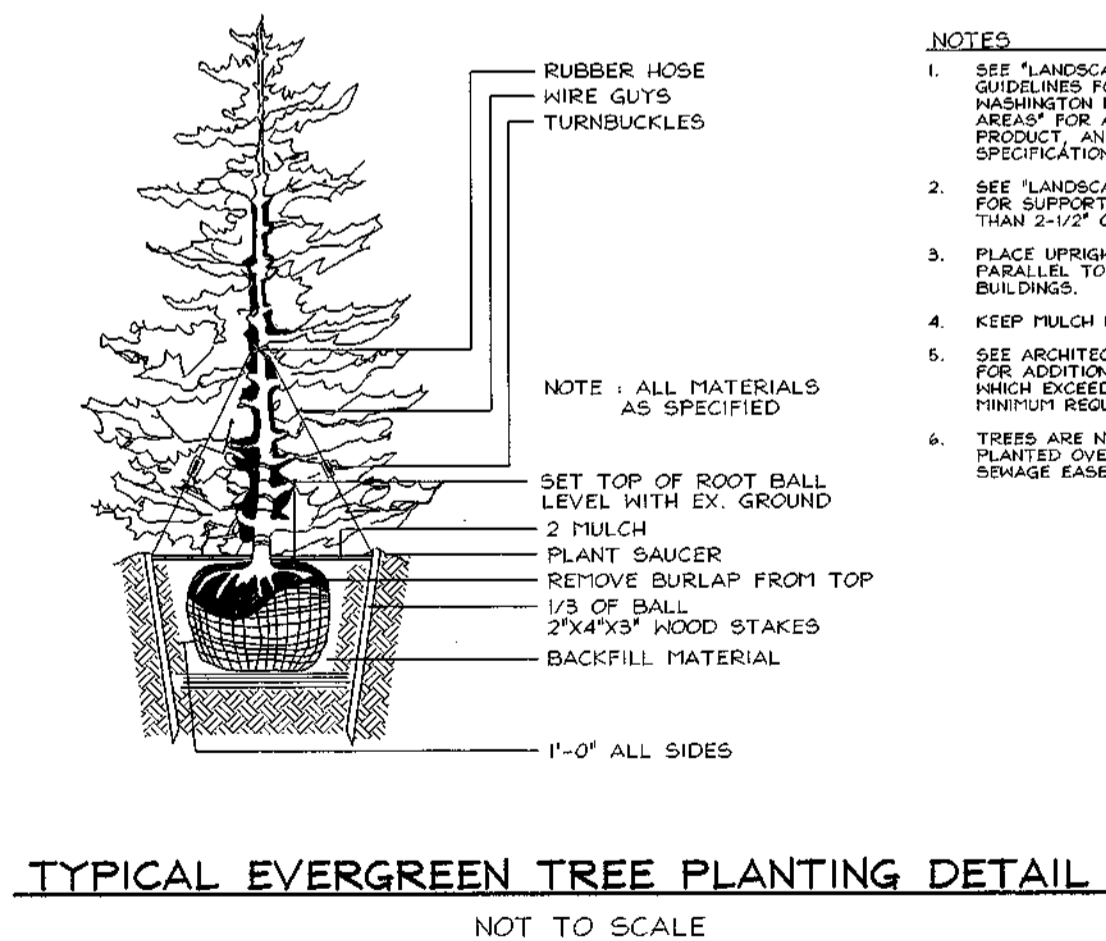 RUBBER HOSE
WIRE GUYS
TURNBUCKLES
NOTE : ALL MATERIALS
AS SPECIFIED
SET TOP OF ROOT BALL
LEVEL WITH EX. GROUND
2 MULCH
PLANT SAUCER
REMOVE BURLAP FROM TOP
1/3 OF BALL
2"X4"X3" WOOD STAKES
BACKFILL MATERIAL
1'-0" ALL SIDES
NOTES
1. SEE "LANDSCA
GUIDELINES FO
WASHINGTON
AREAS" FOR A
PRODUCT, AN
SPECIFICATION
2. SEE "LANDSCA
FOR SUPPORT
THAN 2-1/2"
3. PLACE UPRIGH
PARALLEL TO
BUILDINGS.
4. KEEP MULCH
5. SEE ARCHITEC
FOR ADDITION
WHICH EXCEED
MINIMUM REQU
6. TREES ARE N
PLANTED OVE
SEWAGE EASE
TYPICAL EVERGREEN TREE PLANTING DETAIL
NOT TO SCALE